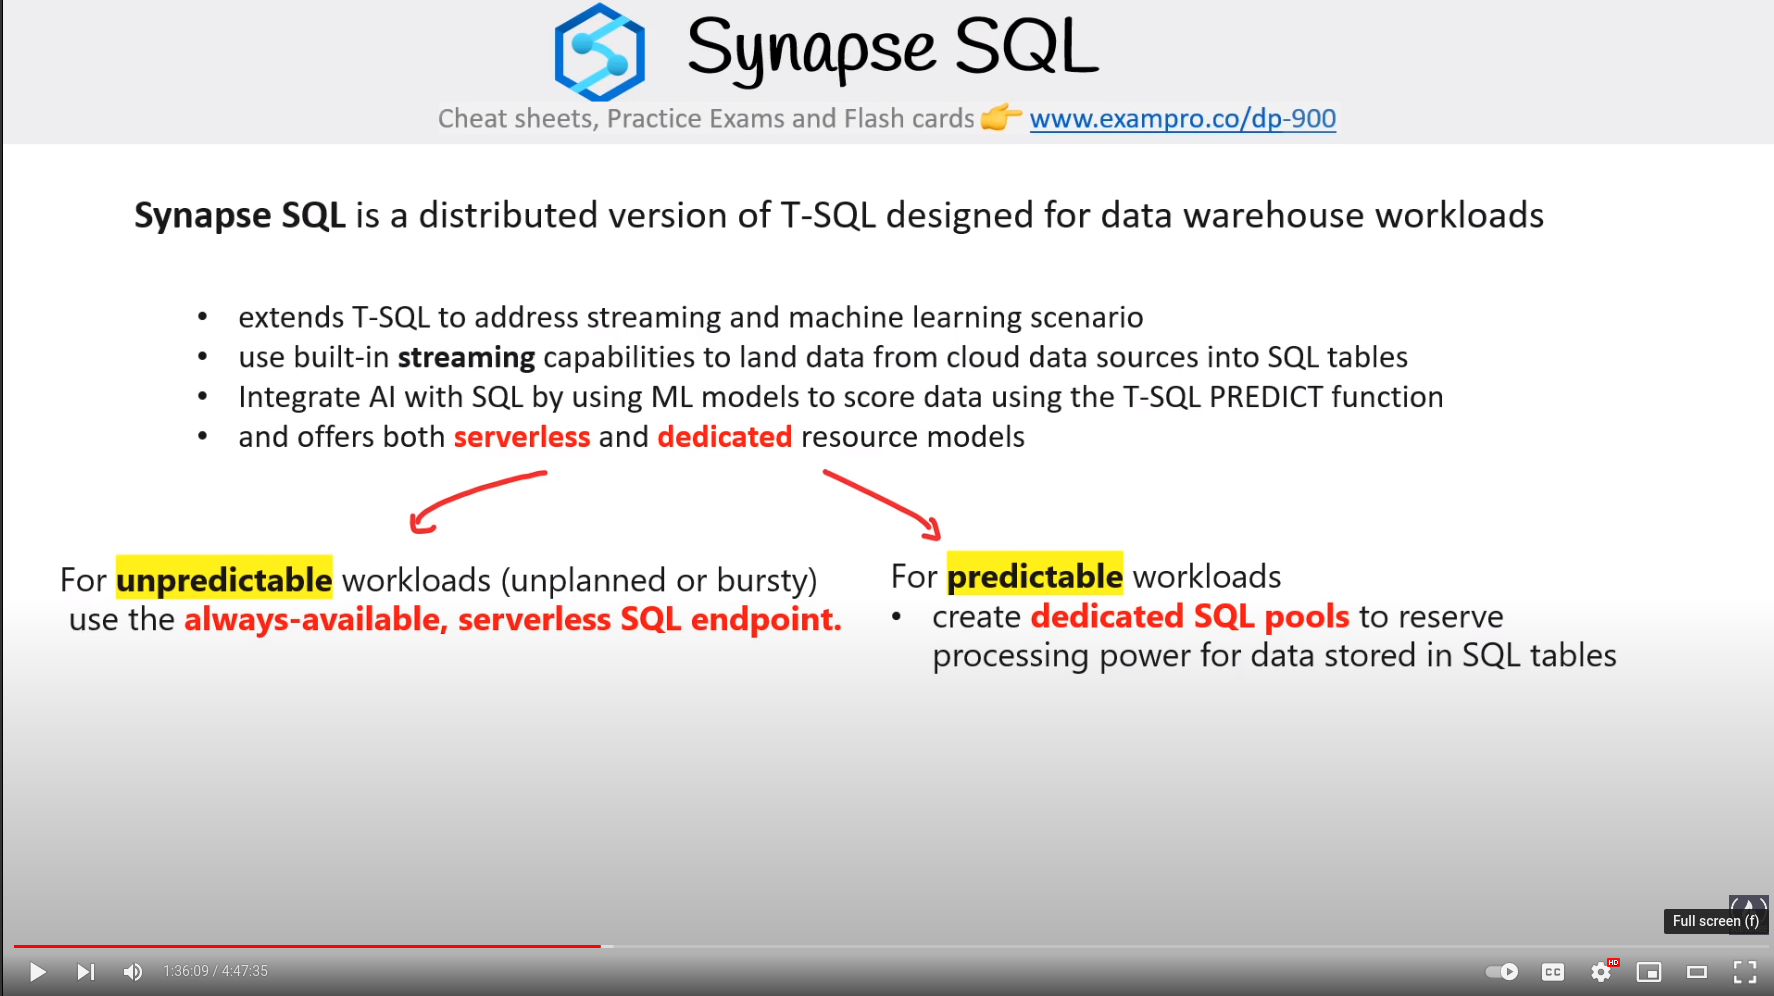 Synapse SQL
Cheat sheets, Practice Exams and Flash cards 👉 www.exampro.co/dp-900
Synapse SQL is a distributed version of T-SQL designed for data warehouse workloads
• extends T-SQL to address streaming and machine learning scenario
• use built-in streaming capabilities to land data from cloud data sources into SQL tables
• Integrate AI with SQL by using ML models to score data using the T-SQL PREDICT function
• and offers both serverless and dedicated resource models
For unpredictable workloads (unplanned or bursty)
use the always-available, serverless SQL endpoint.
For predictable workloads
• create dedicated SQL pools to reserve
processing power for data stored in SQL tables
Full screen (f)
1:36:09 / 4:47:35
CC
HD